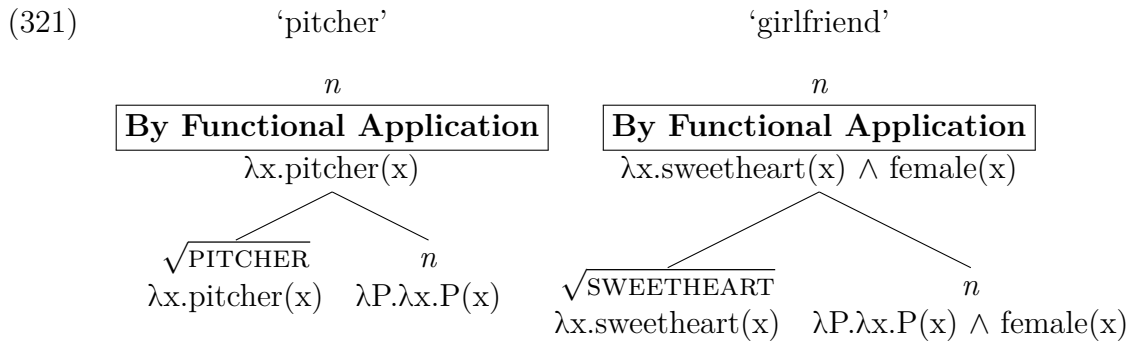 (321) ‘pitcher’ ‘girlfriend’
n n
By Functional Application By Functional Application
λx.pitcher(x) λx.sweetheart(x) ∧ female(x)
√PITCHER n √SWEETHEART n
λx.pitcher(x) λP.λx.P(x) λx.sweetheart(x) λP.λx.P(x) ∧ female(x)